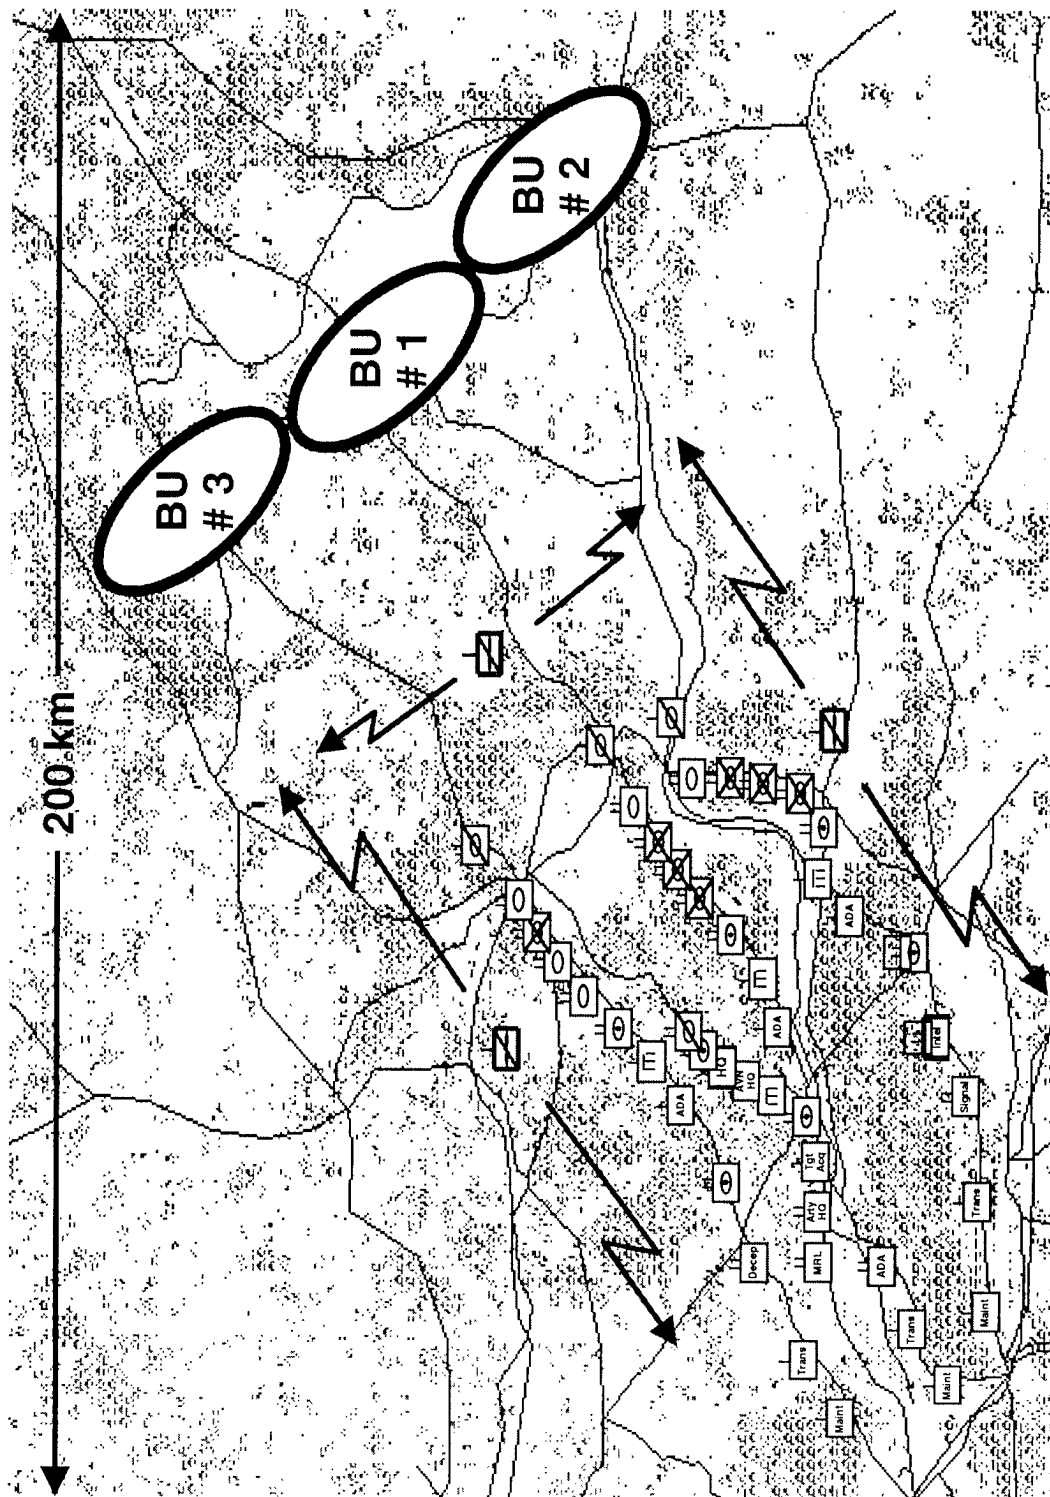 200 km
BU
# 3
BU
# 1
BU
# 2
ADA
ADA
ADA
HQ
HQ
Tgt
Acq
Arty
HQ
MRL
ADA
Decep
Signal
Trans
Trans
Trans
Maint
Maint
Maint